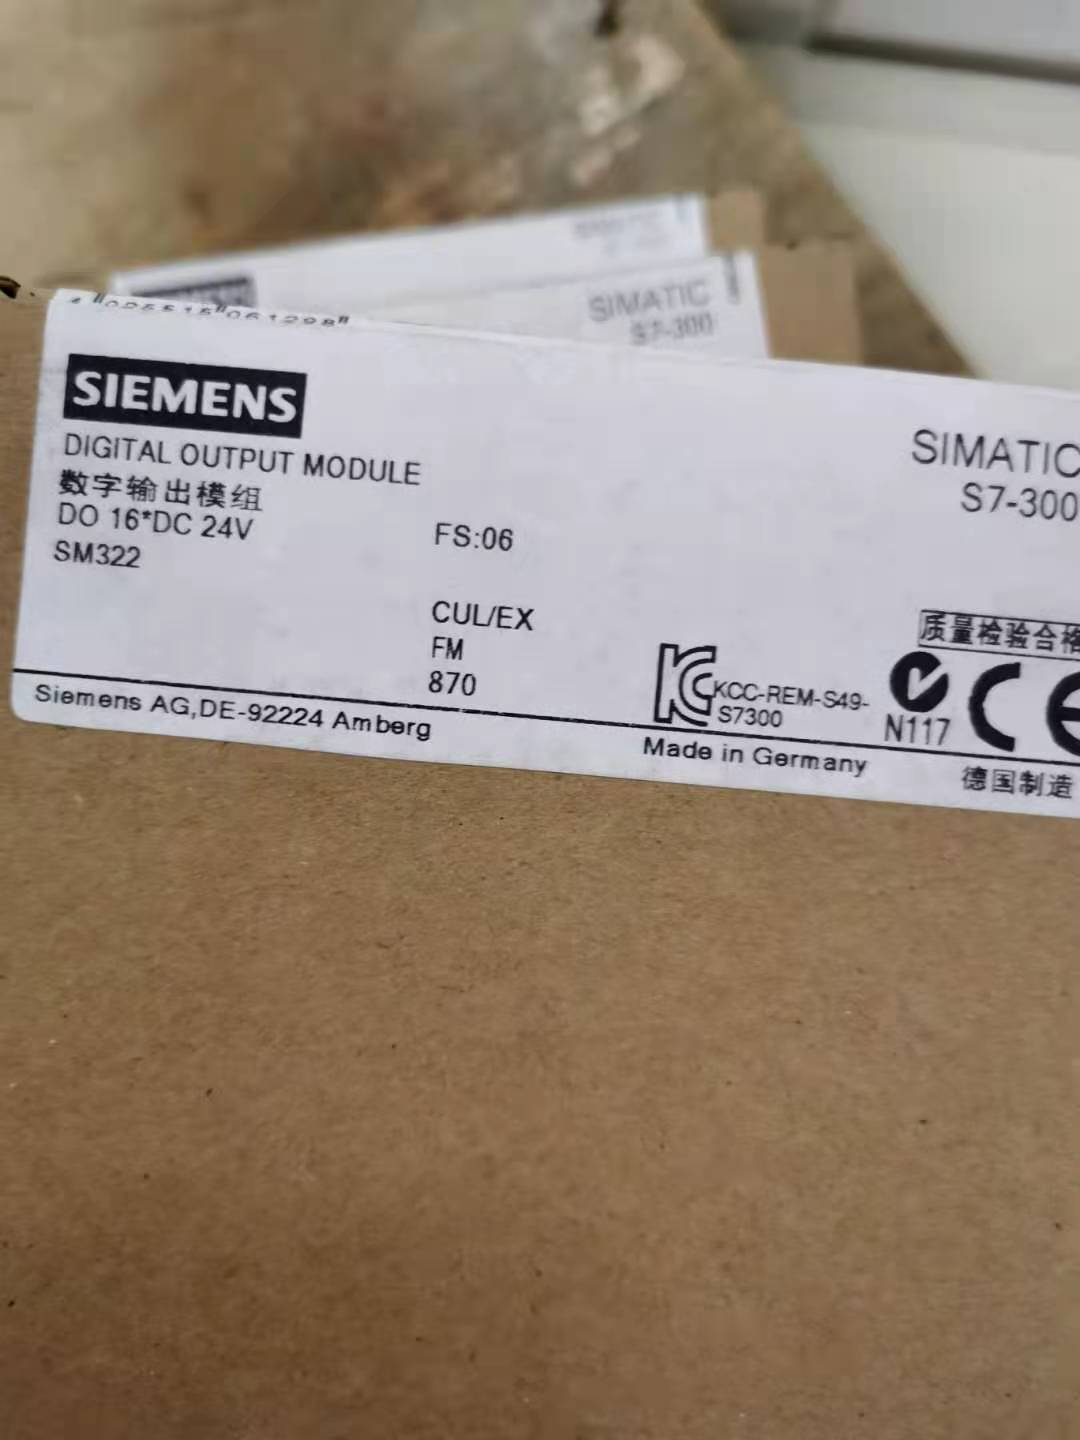 SIMATIC
S7-300
SIEMENS
DIGITAL OUTPUT MODULE
数字输出模组
DO 16*DC 24V
SM322
FS:06
CUL/EX
FM
870
SIMATIC
S7-300
质量检验合格
KCC-REM-S49-
S7300
N117
CE
Siemens AG,DE-92224 Amberg
Made in Germany
德国制造